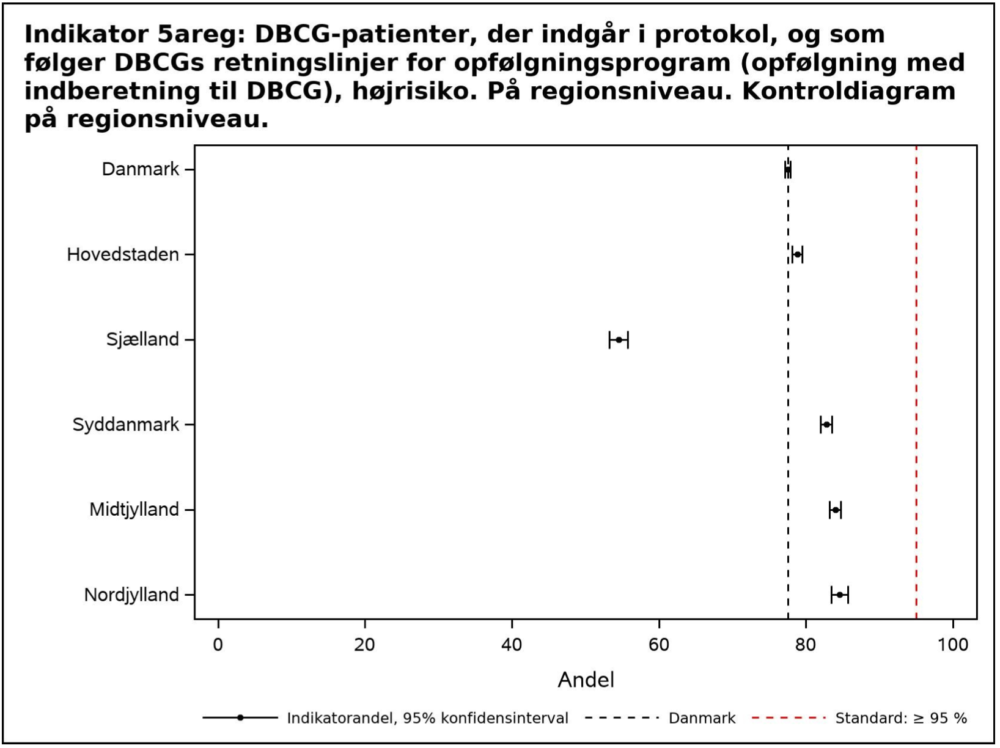 Indikator 5areg: DBCG-patienter, der indgår i protokol, og som
følger DBCGs retningslinjer for opfølgningsprogram (opfølgning med
indberetning til DBCG), højrisiko. På regionsniveau. Kontroldiagram
på regionsniveau.
Danmark
Hovedstaden
Sjælland
Syddanmark
Midtjylland
Nordjylland
0 20 40 60 80 100
Andel
Indikatorandel, 95% konfidensinterval Danmark Standard: ≥ 95 %